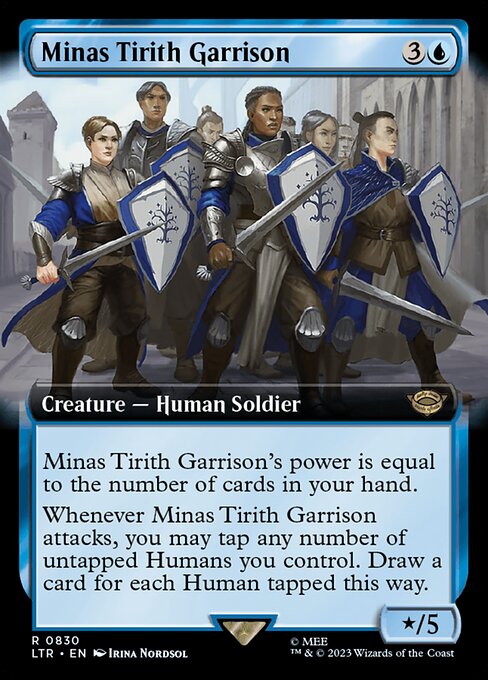 Minas Tirith Garrison 3
Creature — Human Soldier
Minas Tirith Garrison's power is equal
to the number of cards in your hand.
Whenever Minas Tirith Garrison
attacks, you may tap any number of
untapped Humans you control. Draw a
card for each Human tapped this way.
★/5
R 0830
LTR • EN Irina Nordsol
© MEE
™ & © 2023 Wizards of the Coast